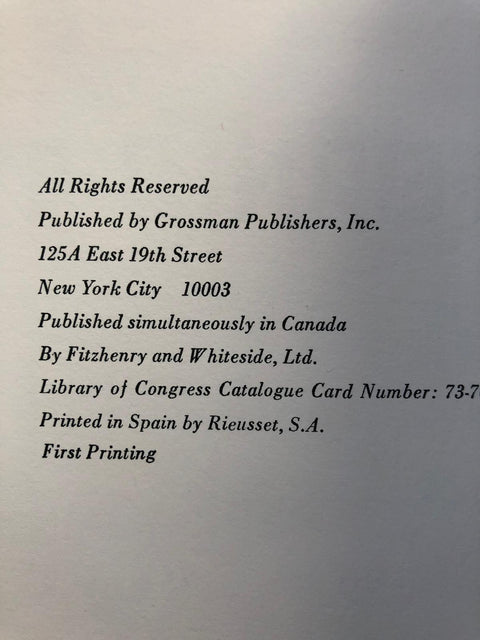 All Rights Reserved
Published by Grossman Publishers, Inc.
125A East 19th Street
New York City 10003
Published simultaneously in Canada
By Fitzhenry and Whiteside, Ltd.
Library of Congress Catalogue Card Number: 73-7
Printed in Spain by Rieusset, S.A.
First Printing